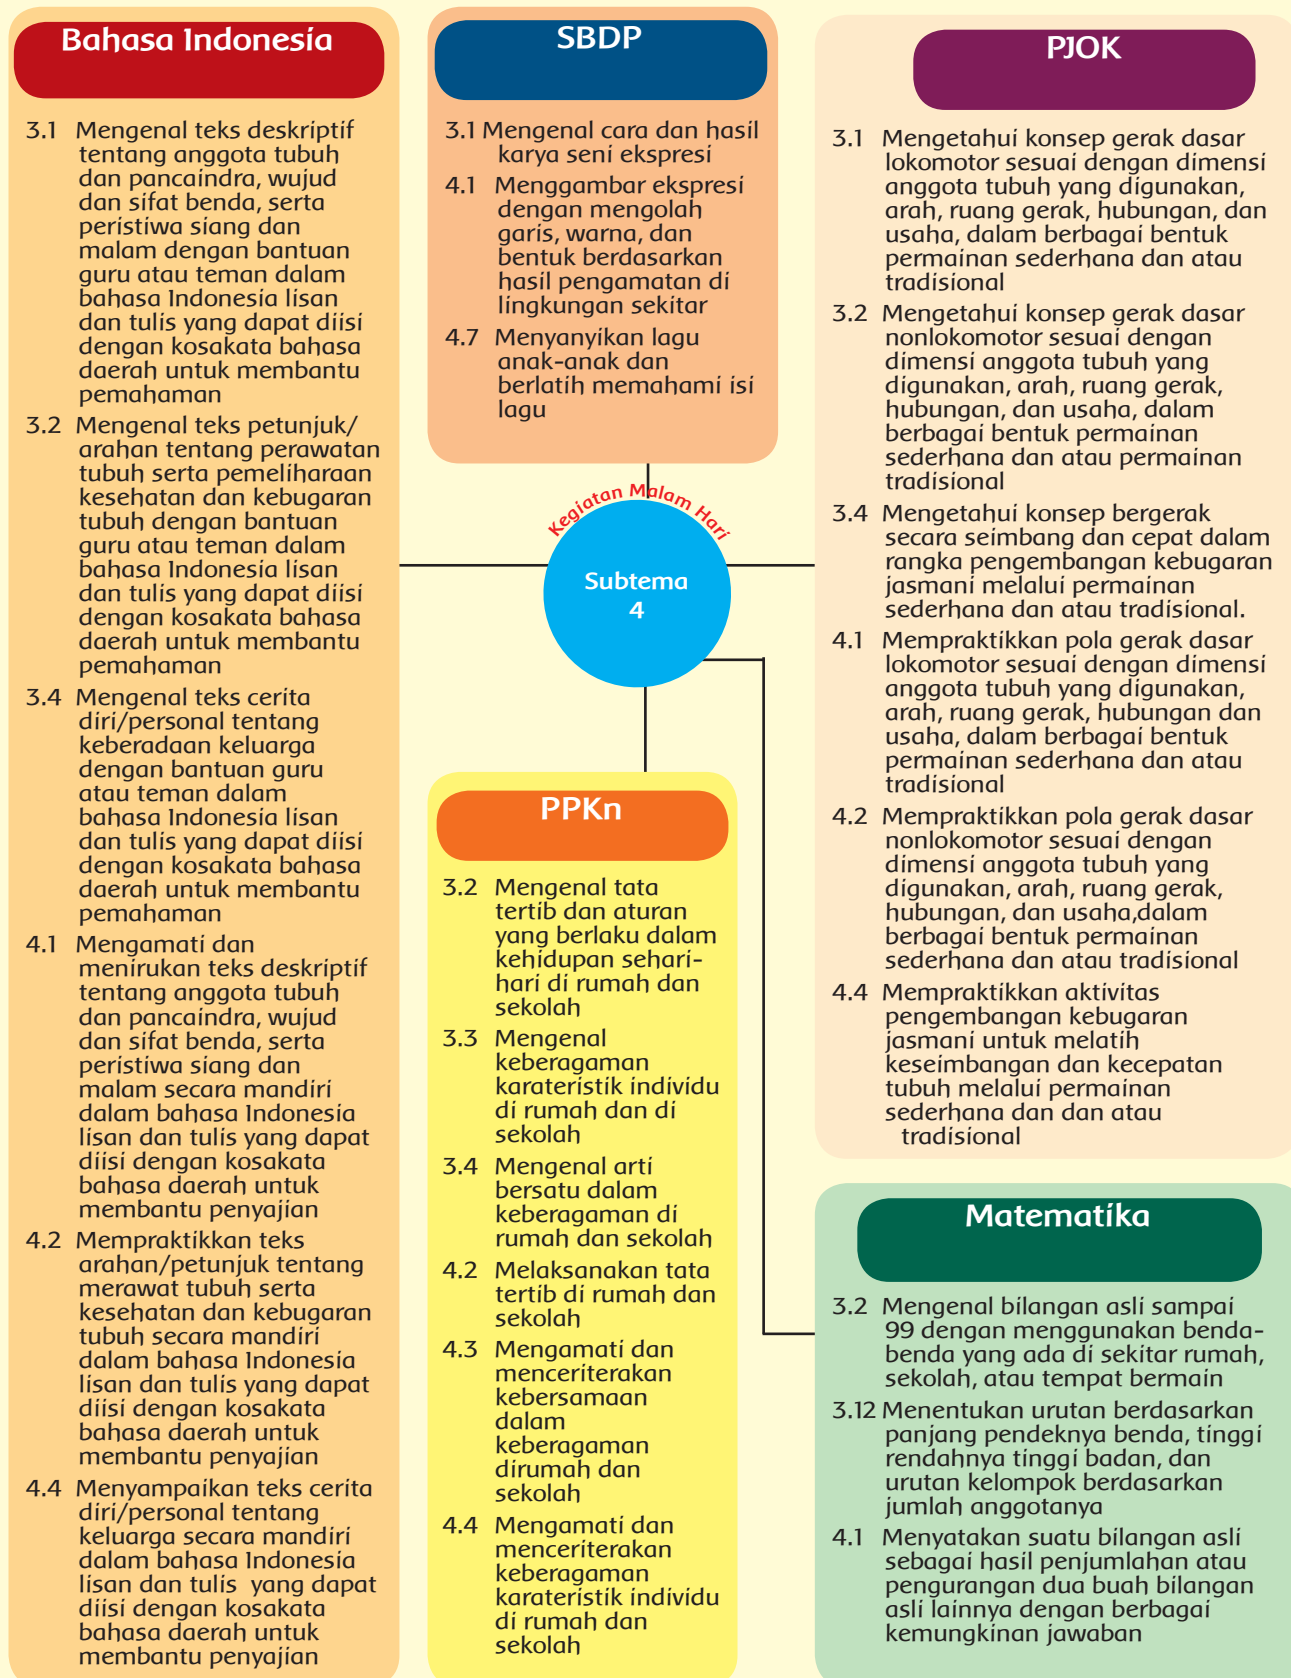 Bahasa Indonesia
3.1 Mengenal teks deskriptif
tentang anggota tubuh
dan pancaindra, wujud
dan sifat benda, serta
peristiwa siang dan
malam dengan bantuan
guru atau teman dalam
bahasa Indonesia lisan
dan tulis yang dapat diisi
dengan kosakata bahasa
daerah untuk membantu
pemahaman
3.2 Mengenal teks petunjuk/
arahan tentang perawatan
tubuh serta pemeliharaan
kesehatan dan kebugaran
tubuh dengan bantuan
guru atau teman dalam
bahasa Indonesia lisan
dan tulis yang dapat diisi
dengan kosakata bahasa
daerah untuk membantu
pemahaman
3.4 Mengenal teks cerita
diri/personal tentang
keberadaan keluarga
dengan bantuan guru
atau teman dalam
bahasa Indonesia lisan
dan tulis yang dapat diisi
dengan kosakata bahasa
daerah untuk membantu
pemahaman
4.1 Mengamati dan
menirukan teks deskriptif
tentang anggota tubuh
dan pancaindra, wujud
dan sifat benda, serta
peristiwa siang dan
malam secara mandiri
dalam bahasa Indonesia
lisan dan tulis yang dapat
diisi dengan kosakata
bahasa daerah untuk
membantu penyajian
4.2 Mempraktikkan teks
arahan/petunjuk tentang
merawat tubuh serta
kesehatan dan kebugaran
tubuh secara mandiri
dalam bahasa Indonesia
lisan dan tulis yang dapat
diisi dengan kosakata
bahasa daerah untuk
membantu penyajian
4.4 Menyampaikan teks cerita
diri/personal tentang
keluarga secara mandiri
dalam bahasa Indonesia
lisan dan tulis yang dapat
diisi dengan kosakata
bahasa daerah untuk
membantu penyajian
SBDP
3.1 Mengenal cara dan hasil
karya seni ekspresi
4.1 Menggambar ekspresi
dengan mengolah
garis, warna, dan
bentuk berdasarkan
hasil pengamatan di
lingkungan sekitar
4.7 Menyanyikan lagu
anak-anak dan
berlatih memahami isi
lagu
Kegiatan Malam Hari
Subtema
4
PPKn
3.2 Mengenal tata
tertib dan aturan
yang berlaku dalam
kehidupan sehari-
hari di rumah dan
sekolah
3.3 Mengenal
keberagaman
karateristik individu
di rumah dan di
sekolah
3.4 Mengenal arti
bersatu dalam
keberagaman di
rumah dan sekolah
4.2 Melaksanakan tata
tertib di rumah dan
sekolah
4.3 Mengamati dan
menceriterakan
kebersamaan
dalam
keberagaman
dirumah dan
sekolah
4.4 Mengamati dan
menceriterakan
keberagaman
karateristik individu
di rumah dan
sekolah
PJOK
3.1 Mengetahui konsep gerak dasar
lokomotor sesuai dengan dimensi
anggota tubuh yang digunakan,
arah, ruang gerak, hubungan, dan
usaha, dalam berbagai bentuk
permainan sederhana dan atau
tradisional
3.2 Mengetahui konsep gerak dasar
nonlokomotor sesuai dengan
dimensi anggota tubuh yang
digunakan, arah, ruang gerak,
hubungan, dan usaha, dalam
berbagai bentuk permainan
sederhana dan atau permainan
tradisional
3.4 Mengetahui konsep bergerak
secara seimbang dan cepat dalam
rangka pengembangan kebugaran
jasmani melalui permainan
sederhana dan atau tradisional.
4.1 Mempraktikkan pola gerak dasar
lokomotor sesuai dengan dimensi
anggota tubuh yang digunakan,
arah, ruang gerak, hubungan dan
usaha, dalam berbagai bentuk
permainan sederhana dan atau
tradisional
4.2 Mempraktikkan pola gerak dasar
nonlokomotor sesuai dengan
dimensi anggota tubuh yang
digunakan, arah, ruang gerak,
hubungan, dan usaha,dalam
berbagai bentuk permainan
sederhana dan atau tradisional
4.4 Mempraktikkan aktivitas
pengembangan kebugaran
jasmani untuk melatih
keseimbangan dan kecepatan
tubuh melalui permainan
sederhana dan dan atau
tradisional
Matematika
3.2 Mengenal bilangan asli sampai
99 dengan menggunakan benda-
benda yang ada di sekitar rumah,
sekolah, atau tempat bermain
3.12 Menentukan urutan berdasarkan
panjang pendeknya benda, tinggi
rendahnya tinggi badan, dan
urutan kelompok berdasarkan
jumlah anggotanya
4.1 Menyatakan suatu bilangan asli
sebagai hasil penjumlahan atau
pengurangan dua buah bilangan
asli lainnya dengan berbagai
kemungkinan jawaban